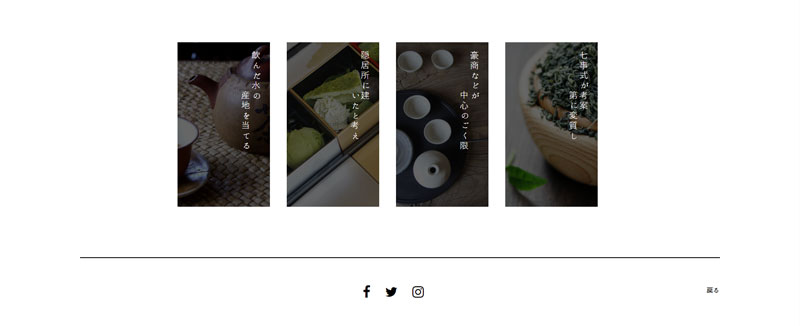 飲んだ水の
産地を当てる
隠居所に建
いたと考え
豪商などが
中心のごく限
七事式が考案
第に変質し
戻る